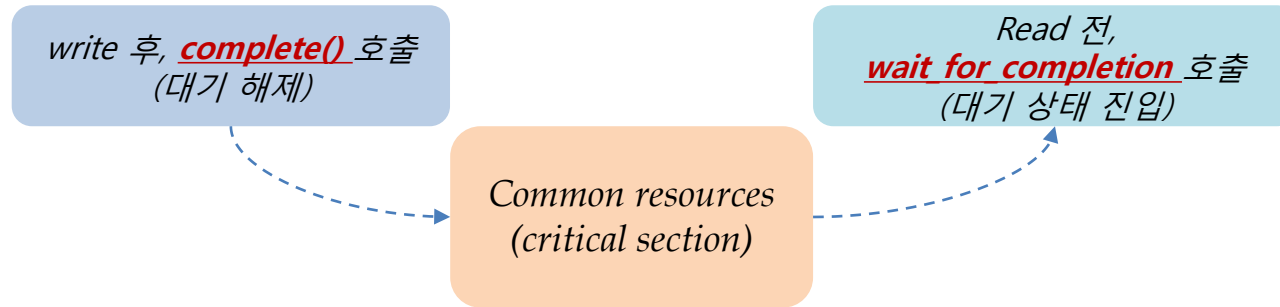 write 후, complete() 호출
(대기 해제)
Read 전,
wait_for_completion 호출
(대기 상태 진입)
Common resources
(critical section)